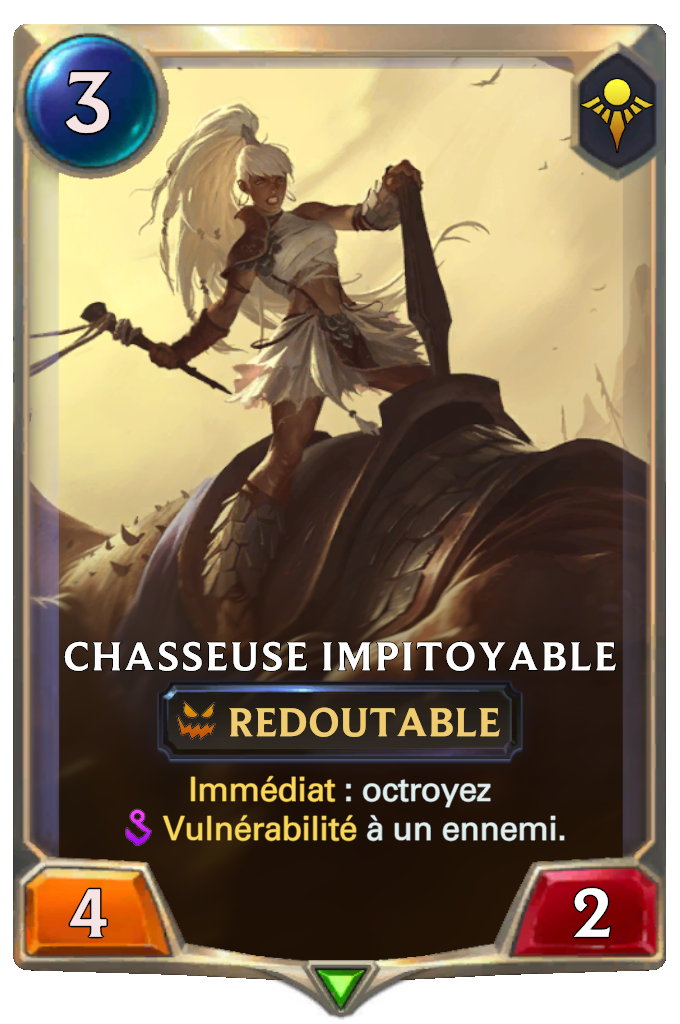 3
CHASSEUSE IMPITOYABLE
REDOUTABLE
Immédiat : octroyez
Vulnérabilité à un ennemi.
4
2